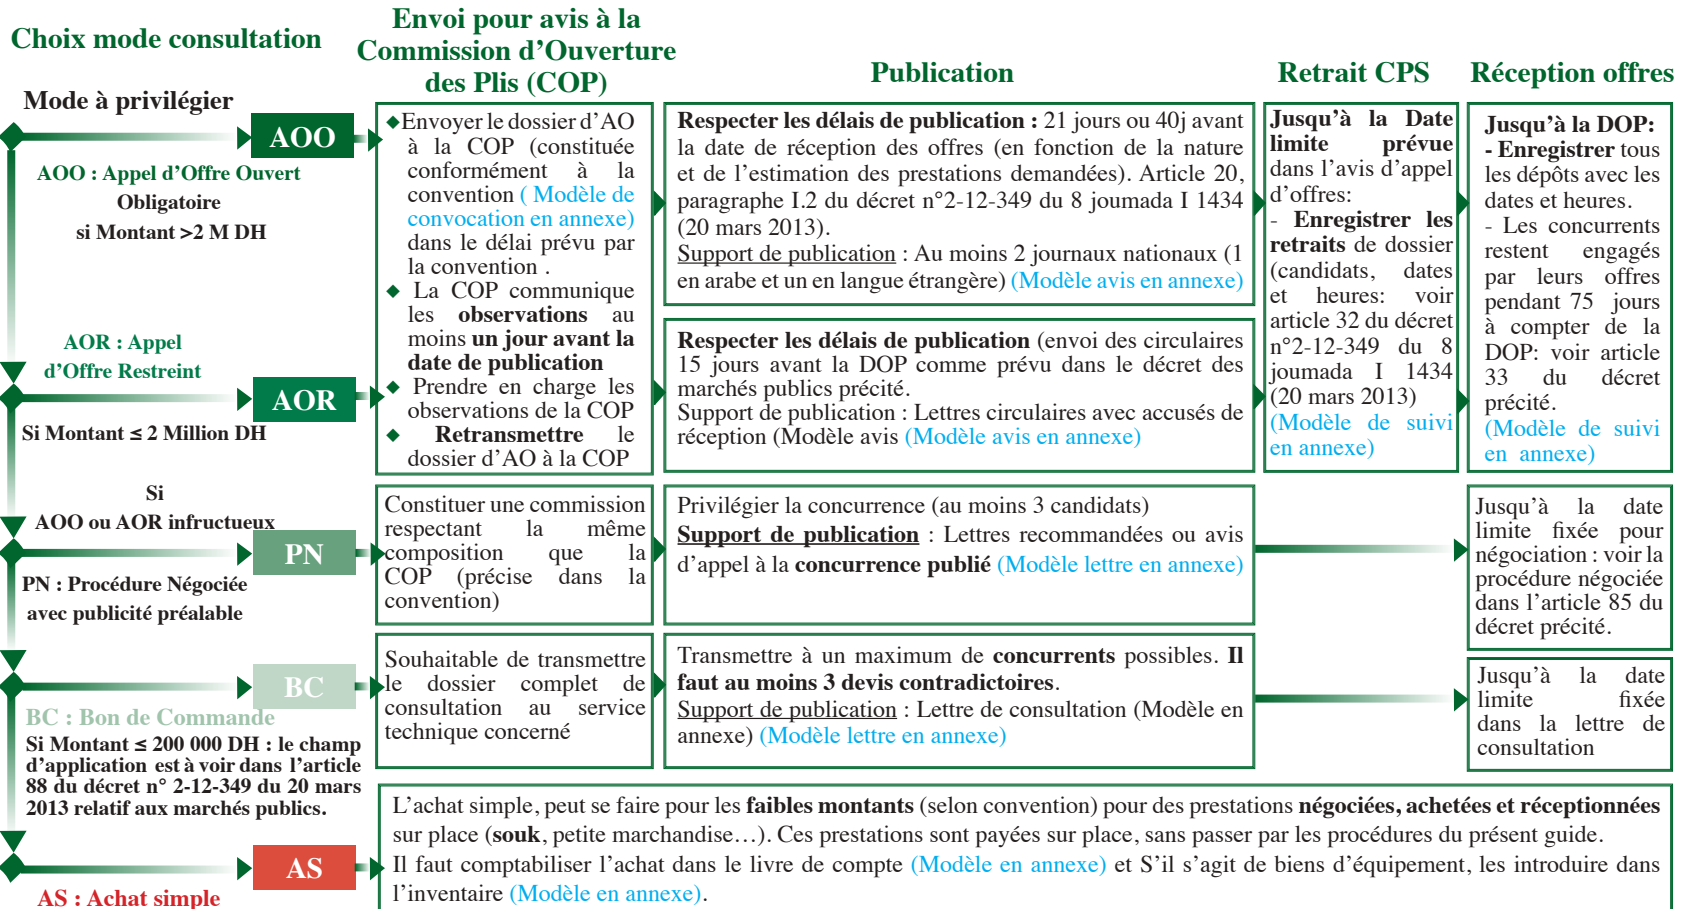 Choix mode consultation
Envoi pour avis à la
Commission d’Ouverture
des Plis (COP)
Publication
Retrait CPS
Réception offres
Mode à privilégier
AOO
AOO : Appel d’Offre Ouvert
Obligatoire
si Montant >2 M DH
AOR : Appel
d’Offre Restreint
AOR
Si Montant ≤ 2 Million DH
◆Envoyer le dossier d’AO
à la COP (constituée
conformément à la
convention ( Modèle de
convocation en annexe)
dans le délai prévu par
la convention .
◆ La COP communique
les observations au
moins un jour avant la
date de publication
◆ Prendre en charge les
observations de la COP
◆ Retransmettre le
dossier d’AO à la COP
Respecter les délais de publication : 21 jours ou 40j avant
la date de réception des offres (en fonction de la nature
et de l’estimation des prestations demandées). Article 20,
paragraphe I.2 du décret n°2-12-349 du 8 joumada I 1434
(20 mars 2013).
Support de publication : Au moins 2 journaux nationaux (1
en arabe et un en langue étrangère) (Modèle avis en annexe)
Respecter les délais de publication (envoi des circulaires
15 jours avant la DOP comme prévu dans le décret des
marchés publics précité.
Support de publication : Lettres circulaires avec accusés de
réception (Modèle avis (Modèle avis en annexe)
Jusqu’à la Date
limite prévue
dans l’avis d’appel
d’offres:
- Enregistrer les
retraits de dossier
(candidats, dates
et heures: voir
article 32 du décret
n°2-12-349 du 8
joumada I 1434
(20 mars 2013)
(Modèle de suivi
en annexe)
Jusqu’à la DOP:
- Enregistrer tous
les dépôts avec les
dates et heures.
- Les concurrents
restent engagés
par leurs offres
pendant 75 jours
à compter de la
DOP: voir article
33 du décret
précité.
(Modèle de suivi
en annexe)
Si
AOO ou AOR infructueux
PN
PN : Procédure Négociée
avec publicité préalable
Constituer une commission
respectant la même
composition que la
COP (précise dans la
convention)
Privilégier la concurrence (au moins 3 candidats)
Support de publication : Lettres recommandées ou avis
d’appel à la concurrence publié (Modèle lettre en annexe)
Jusqu’à la date
limite fixée pour
négociation : voir la
procédure négociée
dans l’article 85 du
décret précité.
BC
BC : Bon de Commande
Si Montant ≤ 200 000 DH : le champ
d’application est à voir dans l’article
88 du décret n° 2-12-349 du 20 mars
2013 relatif aux marchés publics.
Souhaitable de transmettre
le dossier complet de
consultation au service
technique concerné
Transmettre à un maximum de concurrents possibles. Il
faut au moins 3 devis contradictoires.
Support de publication : Lettre de consultation (Modèle en
annexe) (Modèle lettre en annexe)
Jusqu’à la date
limite fixée
dans la lettre de
consultation
AS
AS : Achat simple
L’achat simple, peut se faire pour les faibles montants (selon convention) pour des prestations négociées, achetées et réceptionnées
sur place (souk, petite marchandise…). Ces prestations sont payées sur place, sans passer par les procédures du présent guide.
Il faut comptabiliser l’achat dans le livre de compte (Modèle en annexe) et S’il s’agit de biens d’équipement, les introduire dans
l’inventaire (Modèle en annexe).